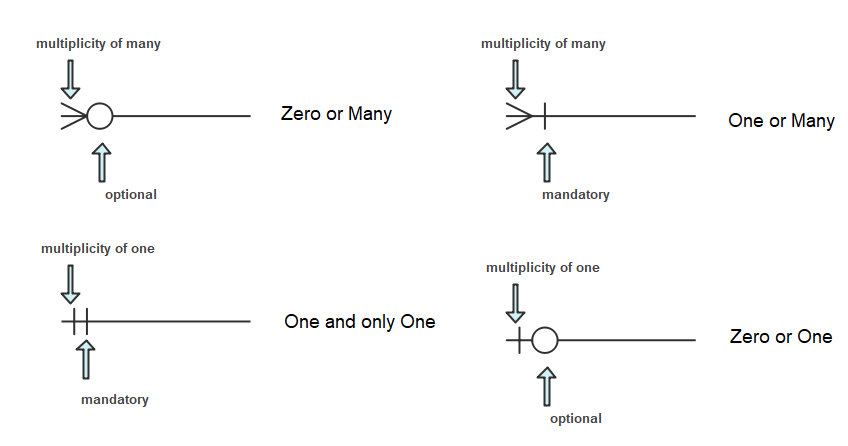 multiplicity of many
Zero or Many
optional
multiplicity of many
One or Many
mandatory
multiplicity of one
One and only One
mandatory
multiplicity of one
Zero or One
optional